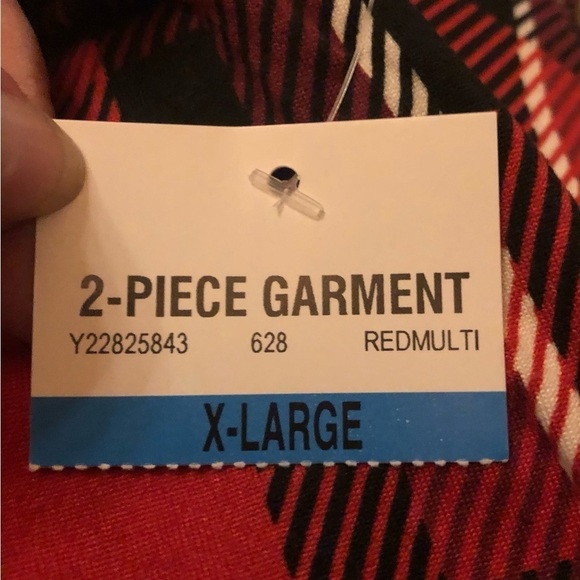 2-PIECE GARMENT
Y22825843 628 REDMULTI
X-LARGE